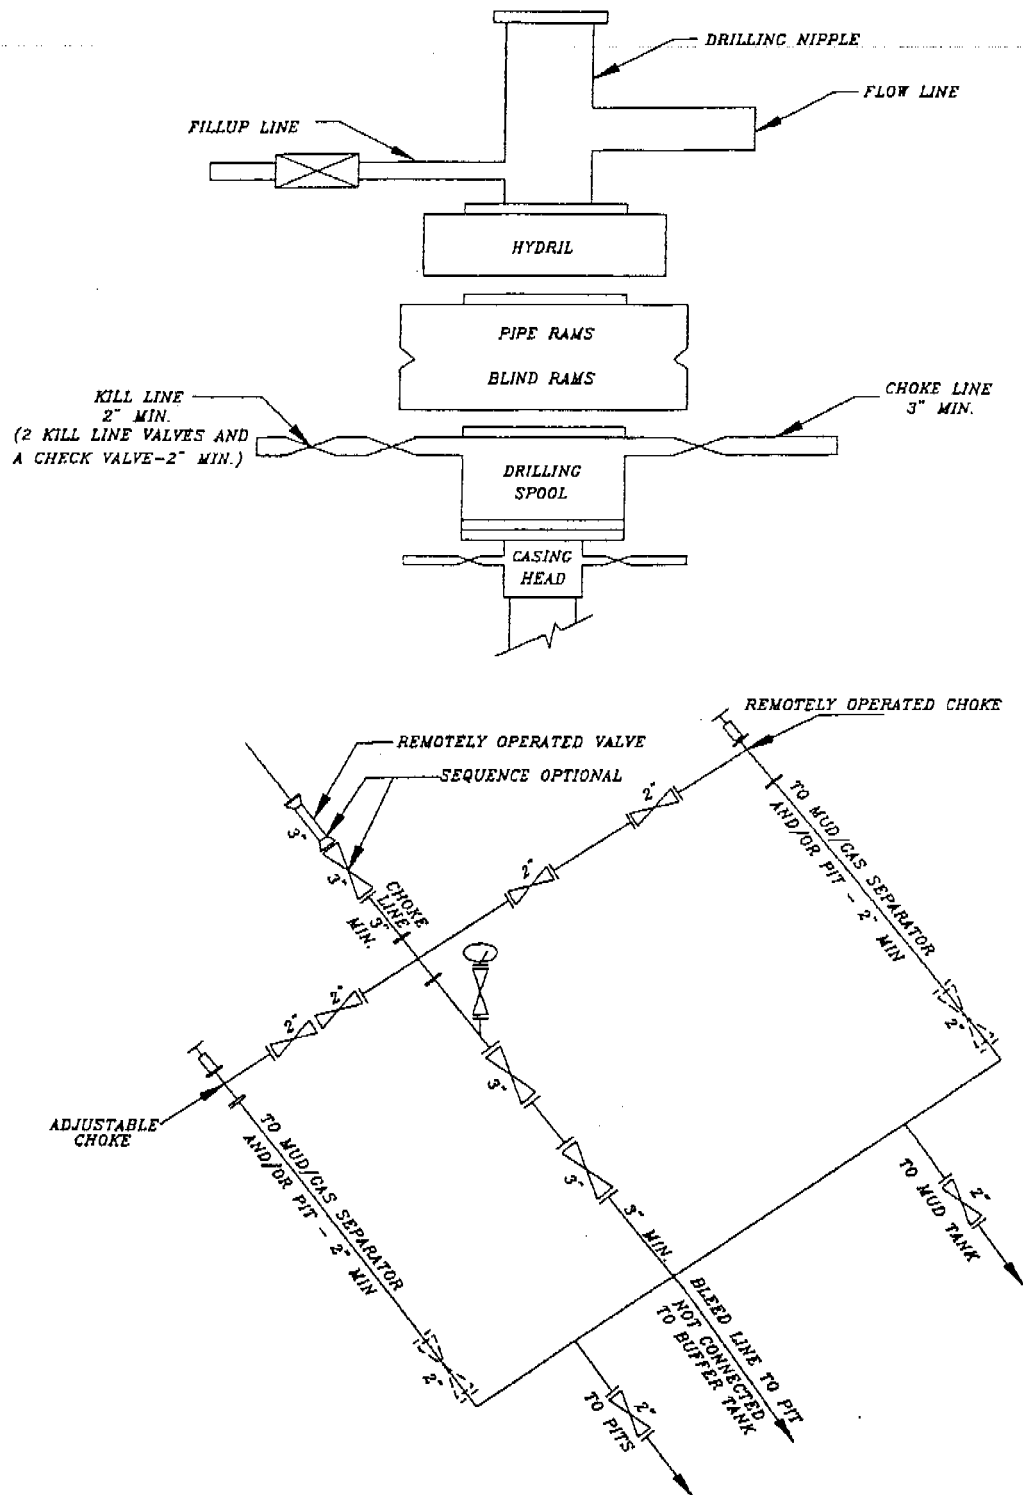 DRILLING NIPPLE
FLOW LINE
FILLUP LINE
HYDRIL
PIPE RAMS
BLIND RAMS
KILL LINE
2" MIN.
(2 KILL LINE VALVES AND
A CHECK VALVE-2" MIN.)
CHOKE LINE
3" MIN.
DRILLING
SPOOL
CASING
HEAD
REMOTELY OPERATED CHOKE
REMOTELY OPERATED VALVE
SEQUENCE OPTIONAL
3"
3"
CHOKE
LINE
3"
MIN.
2"
2"
TO MUD/GAS SEPARATOR
AND/OR PIT - 2" MIN
2"
2"
2"
ADJUSTABLE
CHOKE
TO MUD/GAS SEPARATOR
AND/OR PIT - 2" MIN
2"
3"
3"
3" MIN.
BLEED LINE TO PIT
NOT CONNECTED
TO BUFFER TANK
2"
TO MUD TANK
2"
TO PITS